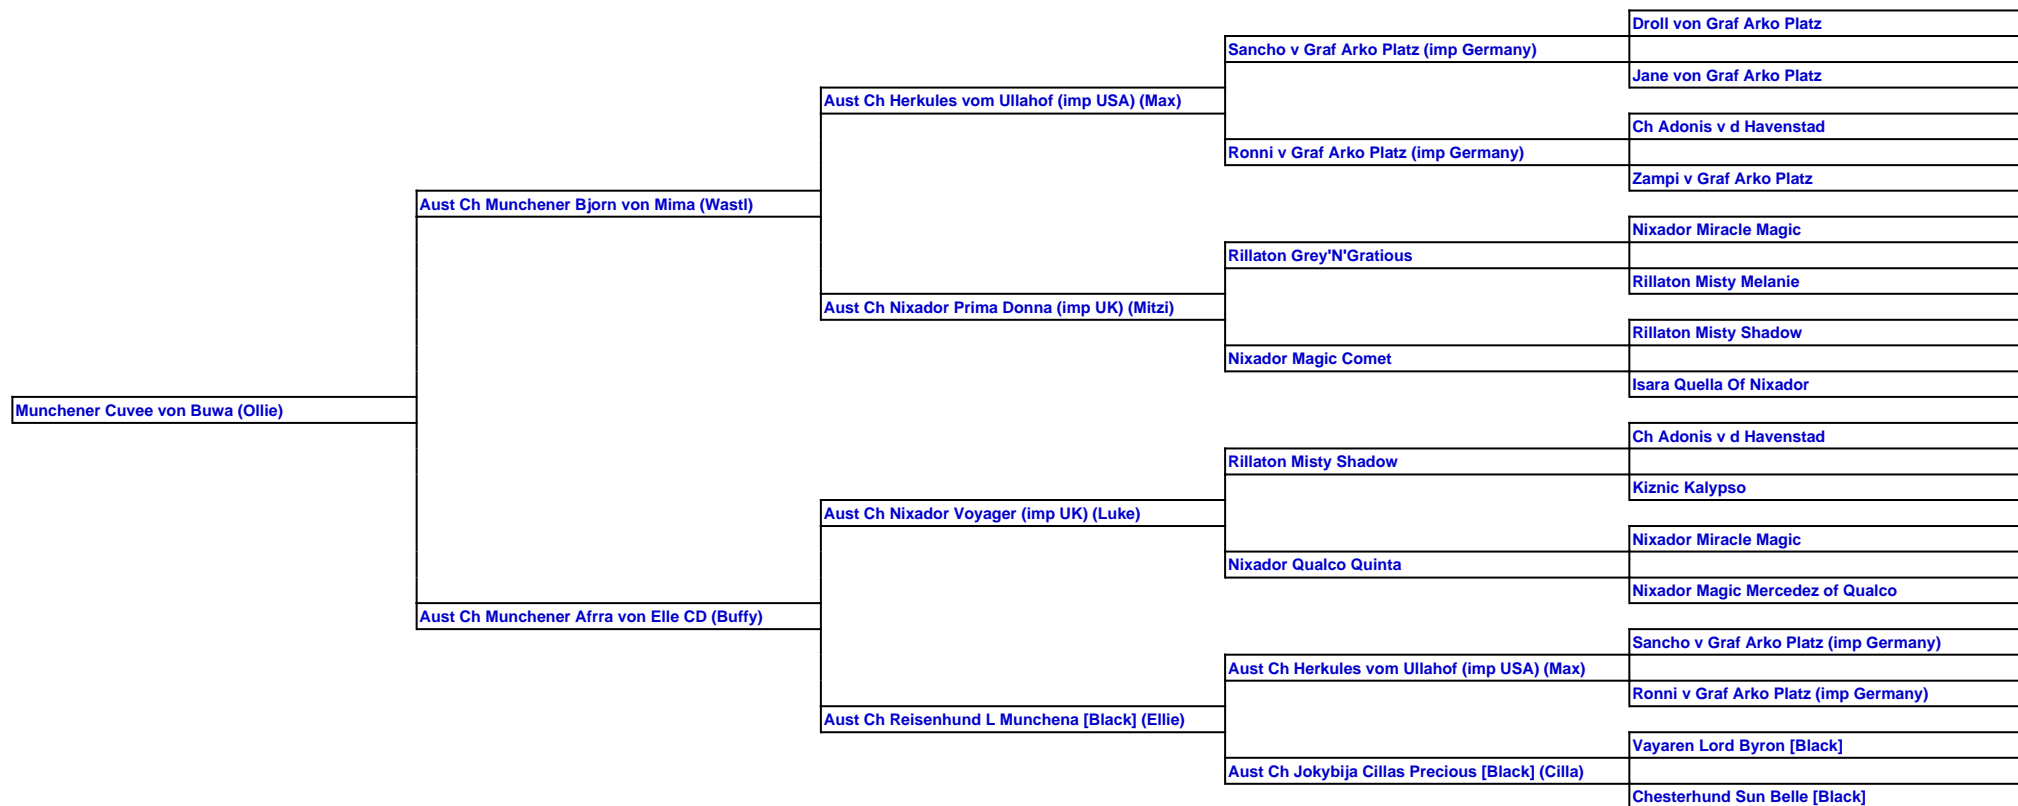 Droll von Graf Arko Platz
Sancho v Graf Arko Platz (imp Germany)
Jane von Graf Arko Platz
Aust Ch Herkules vom Ullahof (imp USA) (Max)
Ch Adonis v d Havenstad
Ronni v Graf Arko Platz (imp Germany)
Zampi v Graf Arko Platz
Aust Ch Munchener Bjorn von Mima (Wastl)
Nixador Miracle Magic
Rillaton Grey'N'Gratious
Rillaton Misty Melanie
Aust Ch Nixador Prima Donna (imp UK) (Mitzi)
Rillaton Misty Shadow
Nixador Magic Comet
Isara Quella Of Nixador
Munchener Cuvee von Buwa (Ollie)
Ch Adonis v d Havenstad
Rillaton Misty Shadow
Kiznic Kalypso
Aust Ch Nixador Voyager (imp UK) (Luke)
Nixador Miracle Magic
Nixador Qualco Quinta
Nixador Magic Mercedez of Qualco
Aust Ch Munchener Afrra von Elle CD (Buffy)
Sancho v Graf Arko Platz (imp Germany)
Aust Ch Herkules vom Ullahof (imp USA) (Max)
Ronni v Graf Arko Platz (imp Germany)
Aust Ch Reisenhund L Munchena [Black] (Ellie)
Vayaren Lord Byron [Black]
Aust Ch Jokybija Cillas Precious [Black] (Cilla)
Chesterhund Sun Belle [Black]